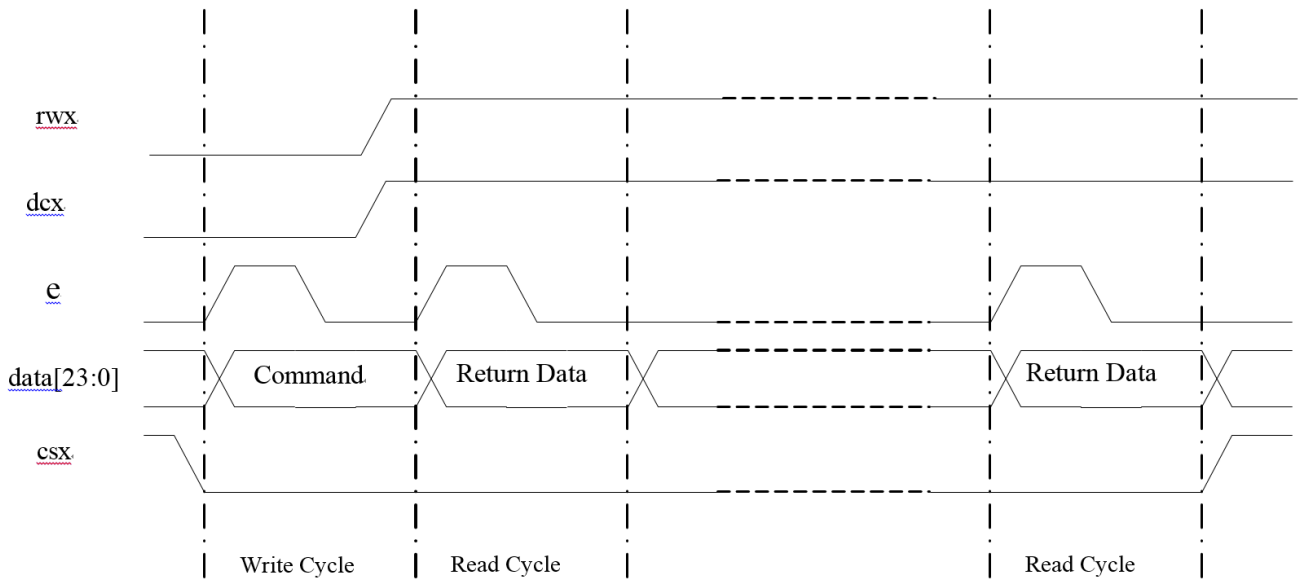 rwx
dcx
e
data[23:0]
Command
Return Data
Return Data
csx
Write Cycle
Read Cycle
Read Cycle